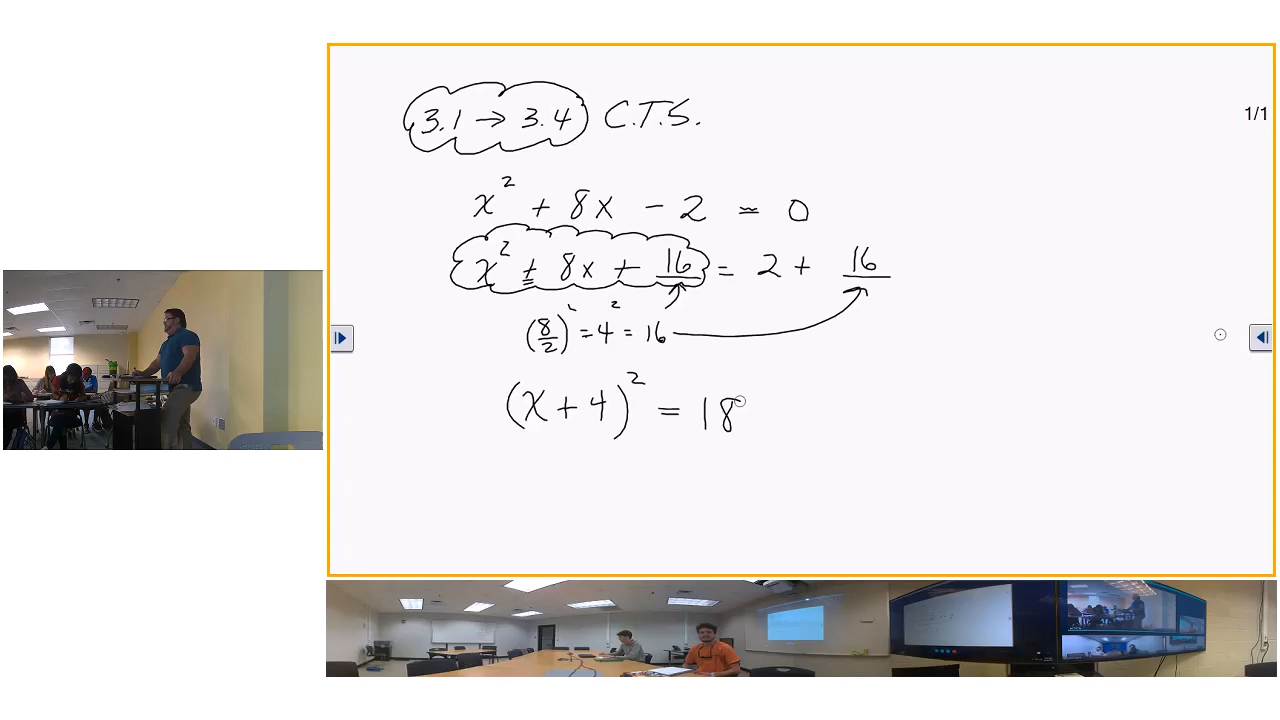 3.1 → 3.4 C.T.S.
1/1
x² + 8x - 2 = 0
x² + 8x + 16 = 2 + 16
(8/2)² = 4² = 16
(x + 4)² = 18